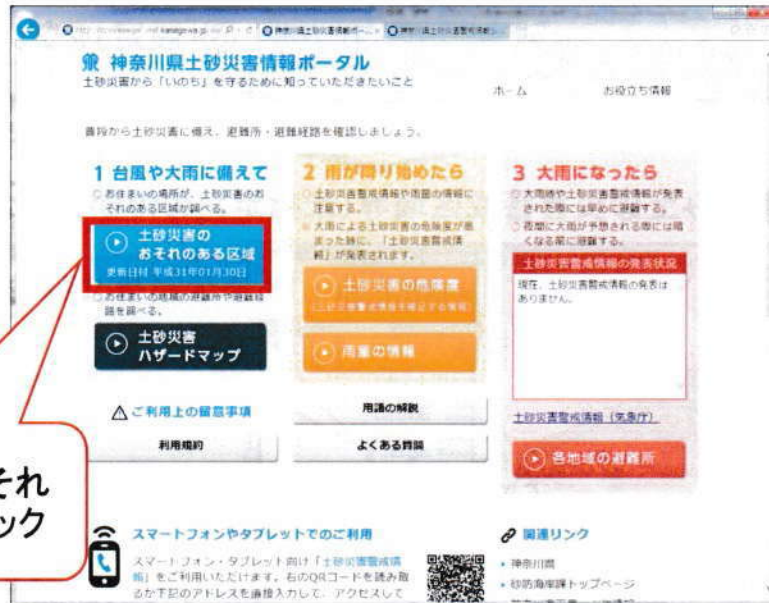 神奈川県土砂災害情報ポータル
土砂災害から「いのち」を守るために知っていただきたいこと
ホーム
お役立ち情報
普段から土砂災害に備え、避難所・避難経路を確認しましょう。
1 台風や大雨に備えて
お住まいの場所が、土砂災害のお
それのある区域か調べる。
土砂災害の
おそれのある区域
更新日付 平成31年01月30日
お住まいの地域の避難所や避難経
路を調べる。
土砂災害
ハザードマップ
2 雨が降り始めたら
土砂災害警戒情報や雨量の情報に
注意する。
大雨による土砂災害の危険度が高
まった時に、「土砂災害警戒情
報」が発表されます。
土砂災害の危険度
(土砂災害警戒情報を補足する情報)
雨量の情報
3 大雨になったら
大雨時や土砂災害警戒情報が発表
された際には早めに避難する。
夜間に大雨が予想される際には暗
くなる前に避難する。
土砂災害警戒情報の発表状況
現在、土砂災害警戒情報の発表は
ありません。
土砂災害警戒情報（気象庁）
各地域の避難所
ご利用上の留意事項
用語の解説
利用規約
よくある質問
それ
ック
スマートフォンやタブレットでのご利用
スマートフォン・タブレット向け「土砂災害警戒情
報」をご利用いただけます。右のQRコードを読み取
るか下記のアドレスを直接入力して、アクセスして
関連リンク
神奈川県
砂防海岸課トップページ